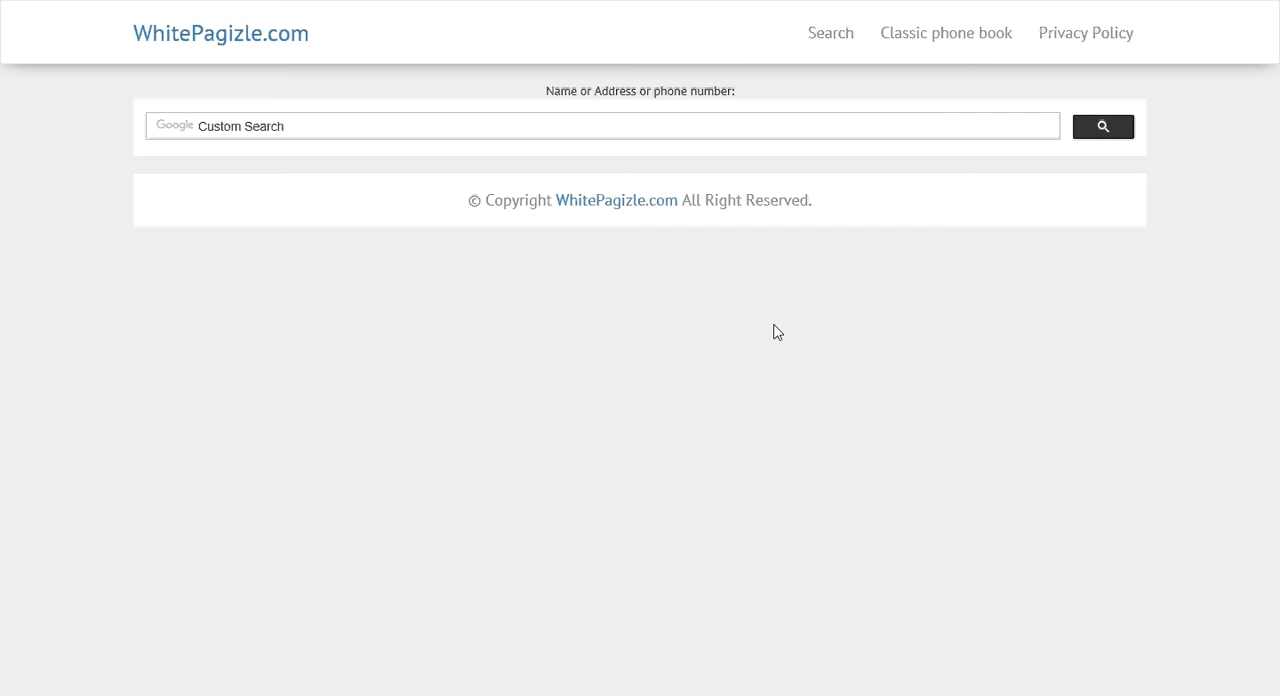 WhitePagizle.com
Search Classic phone book Privacy Policy
Name or Address or phone number:
Google Custom Search
© Copyright WhitePagizle.com All Right Reserved.